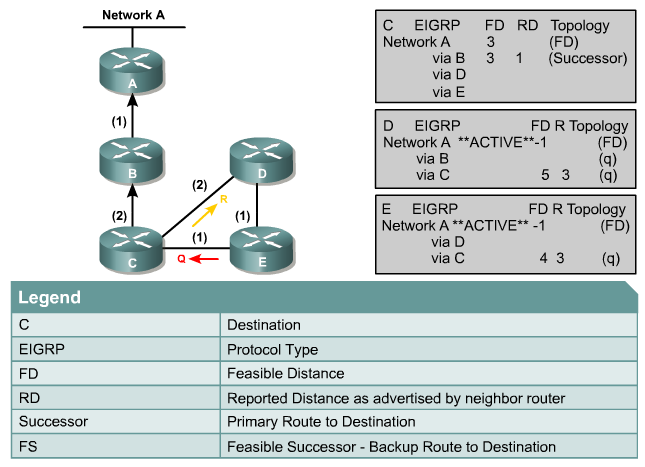 Network A
A
(1)
B
D
(2)
(2)
R
(1)
(1)
Q
C
E
C EIGRP FD RD Topology
Network A 3 (FD)
via B 3 1 (Successor)
via D
via E
D EIGRP FD R Topology
Network A **ACTIVE**-1 (FD)
via B (q)
via C 5 3 (q)
E EIGRP FD R Topology
Network A **ACTIVE** -1 (FD)
via D
via C 4 3 (q)
Legend
C Destination
EIGRP Protocol Type
FD Feasible Distance
RD Reported Distance as advertised by neighbor router
Successor Primary Route to Destination
FS Feasible Successor - Backup Route to Destination